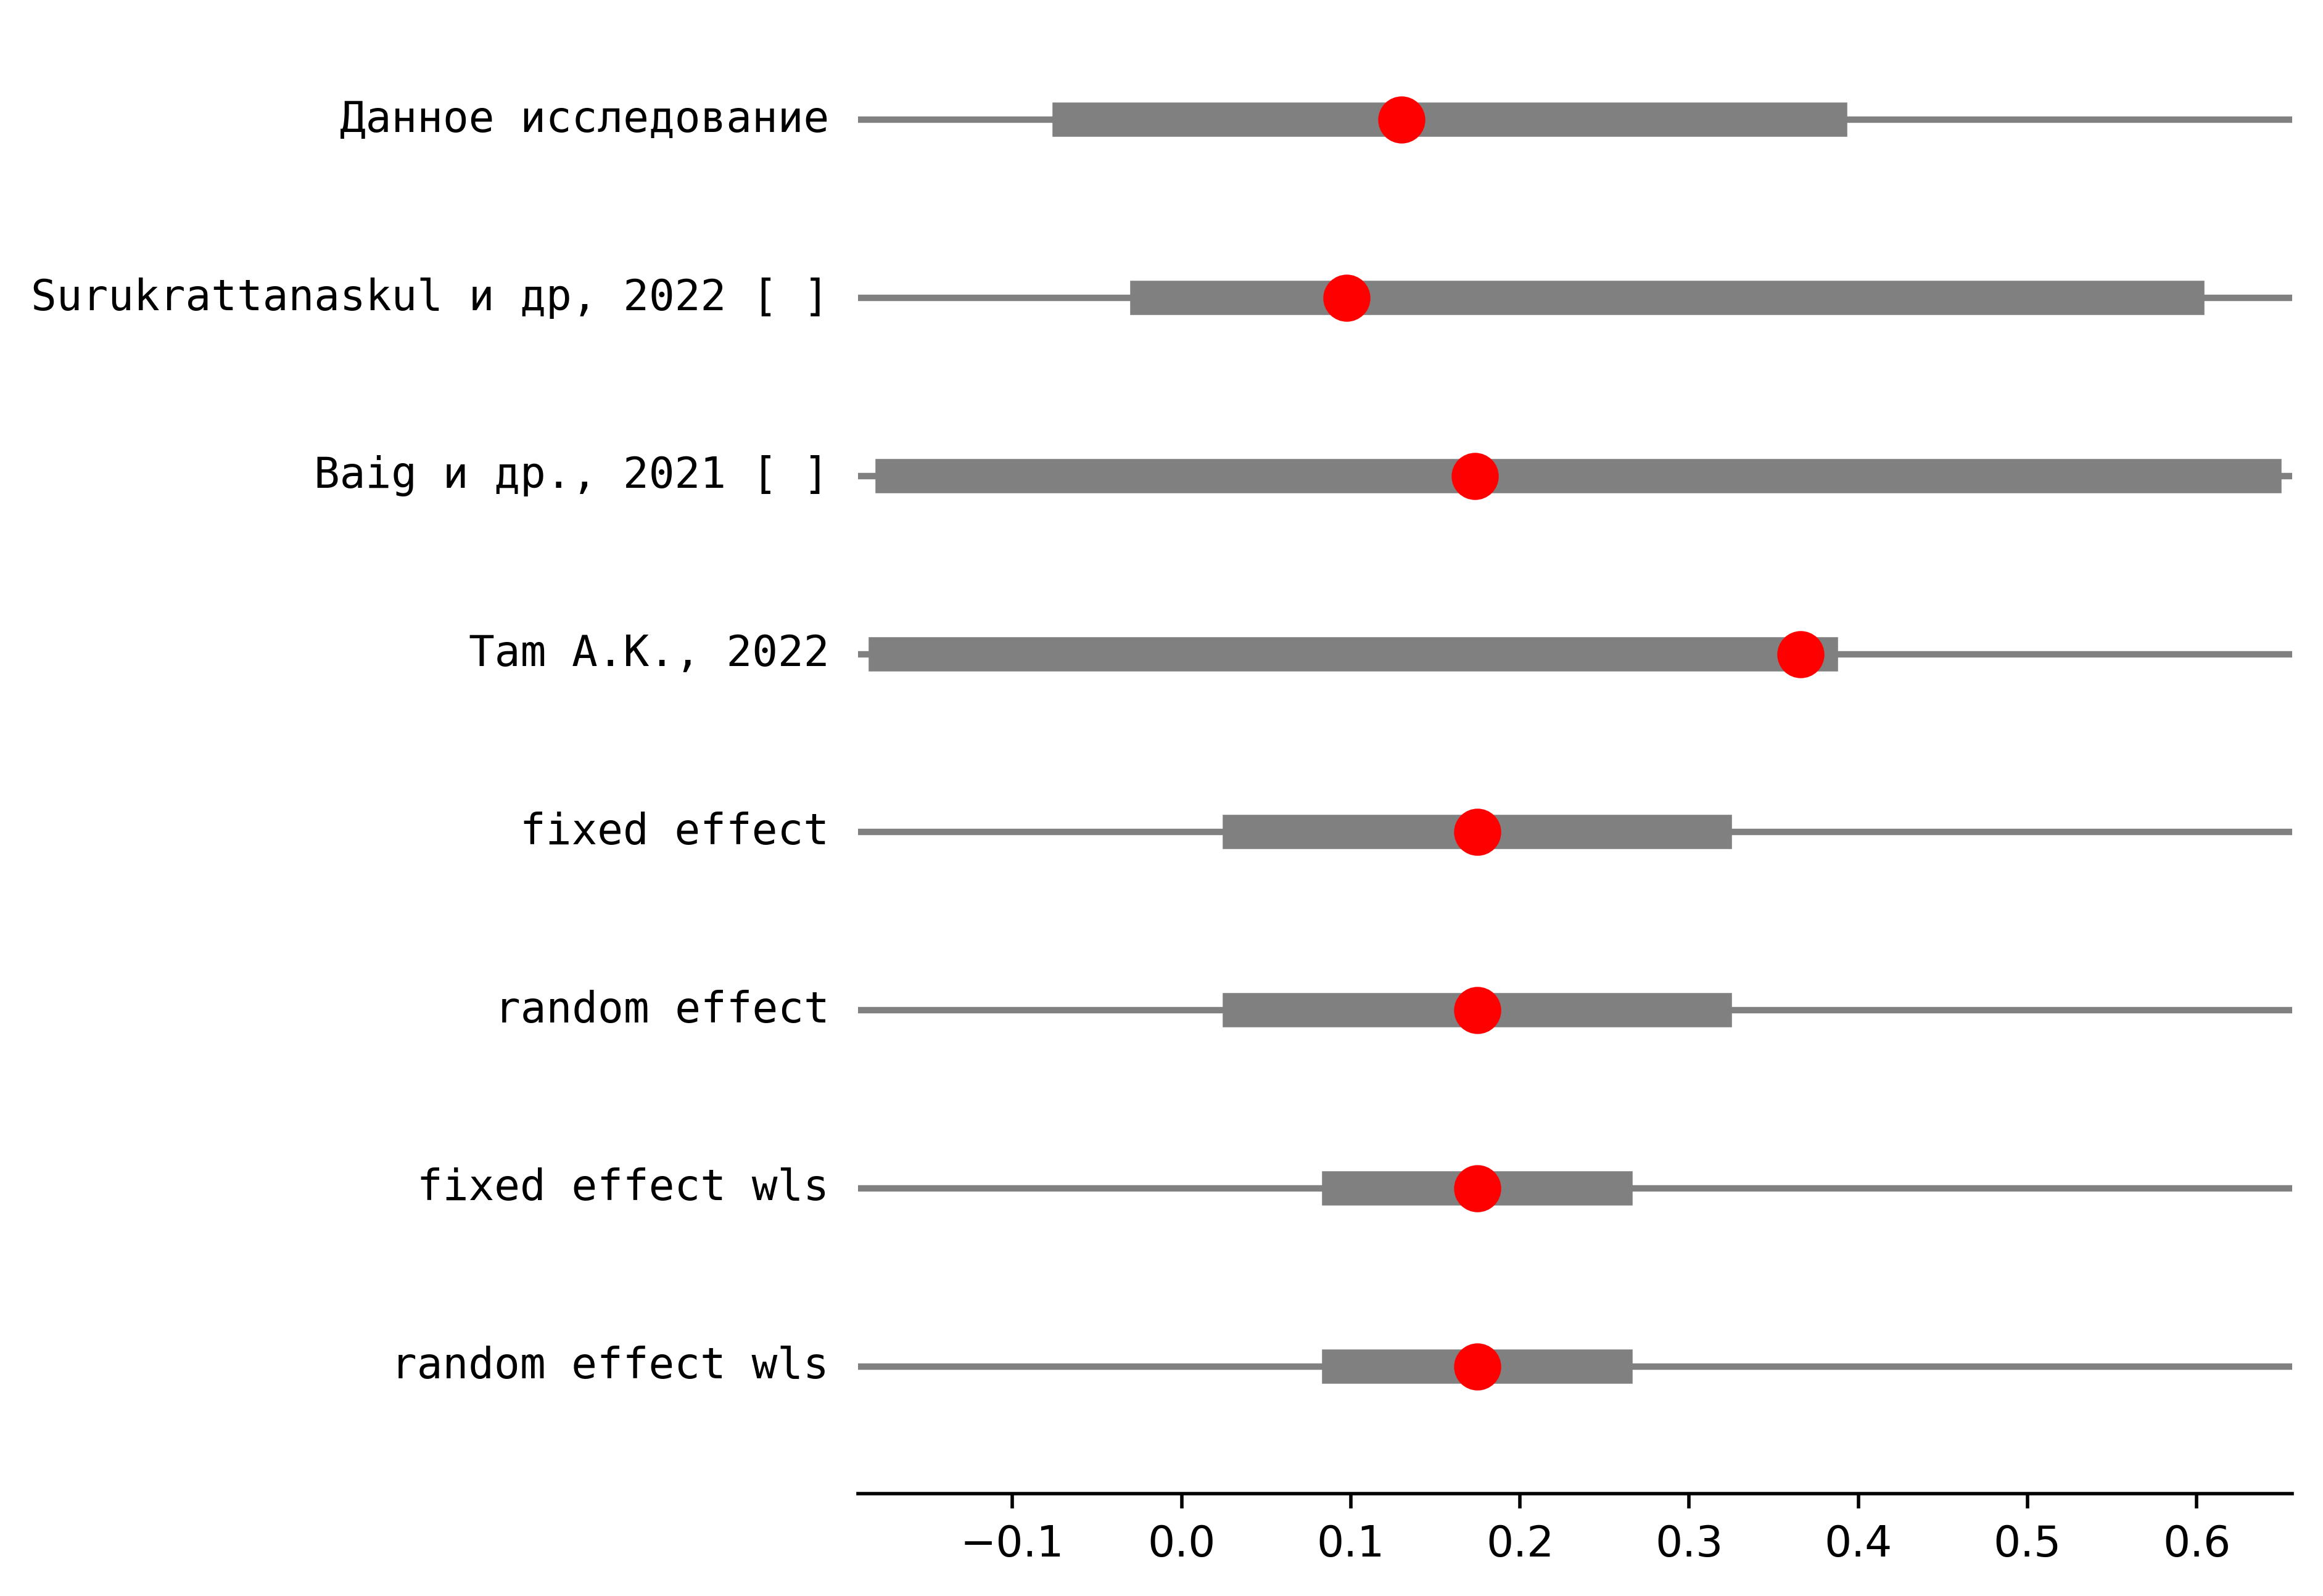 Данное исследование
Surukrattanaskul и др, 2022 [ ]
Baig и др., 2021 [ ]
Tam A.K., 2022
fixed effect
random effect
fixed effect wls
random effect wls
−0.1 0.0 0.1 0.2 0.3 0.4 0.5 0.6